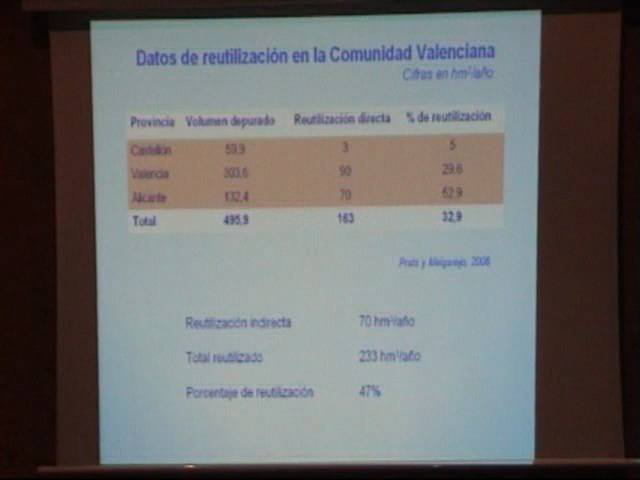 Datos de reutilización en la Comunidad Valenciana
Cifras en hm³/año
Provincia Volumen depurado Reutilización directa % de reutilización
Castellón 59,9 3 5
Valencia 303,6 90 29,6
Alicante 132,4 70 52,9
Total 495,9 163 32,9
Prats y Melgarejo, 2006
Reutilización indirecta 70 hm³/año
Total reutilizado 233 hm³/año
Porcentaje de reutilización 47%